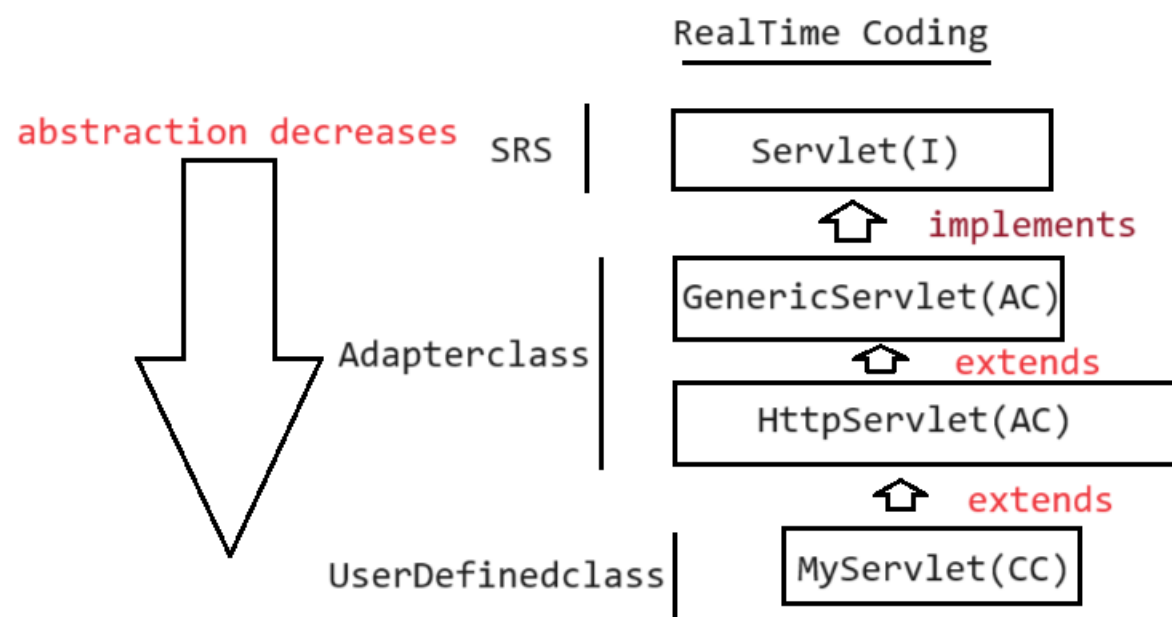 RealTime Coding
abstraction decreases
SRS
Servlet(I)
implements
GenericServlet(AC)
Adapterclass
extends
HttpServlet(AC)
extends
UserDefinedclass
MyServlet(CC)